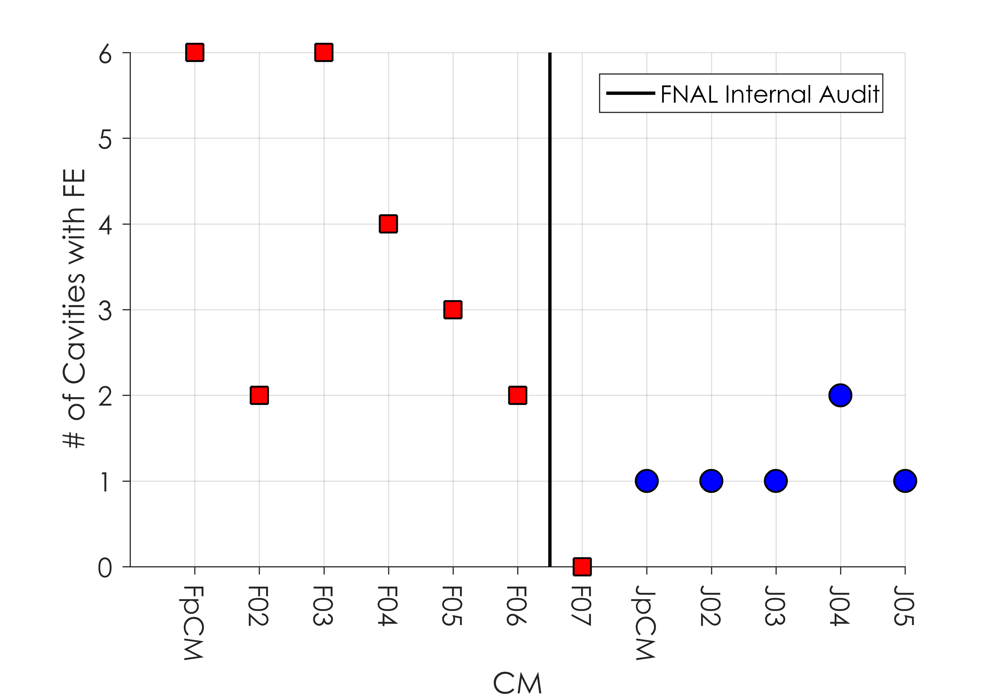 6
5
4
3
2
1
0
# of Cavities with FE
FNAL Internal Audit
FpCM
F02
F03
F04
F05
F06
F07
JpCM
J02
J03
J04
J05
CM